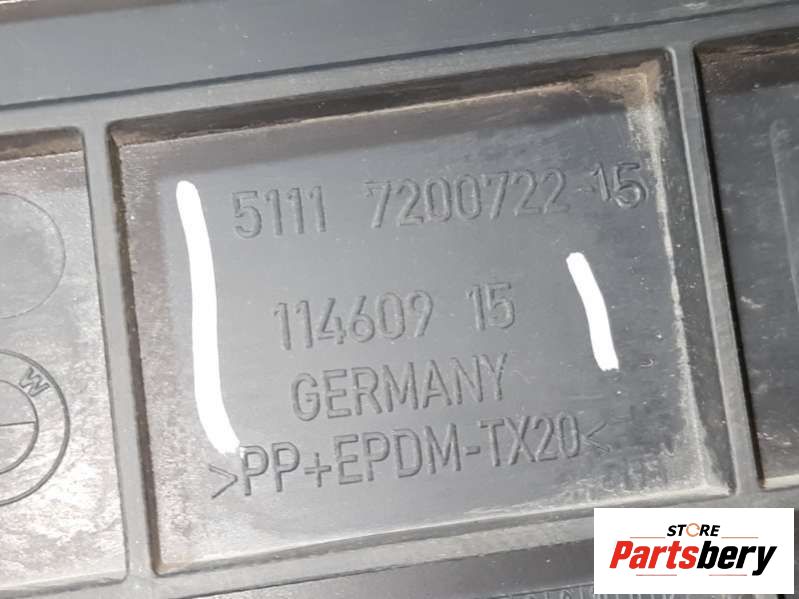 5111 7200722 15
114609 15
GERMANY
>PP+EPDM-TX20<
W
STORE
Partsbery